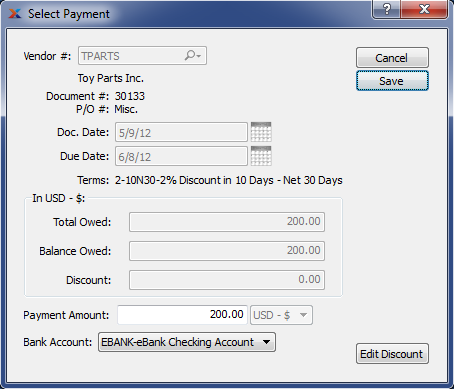 Select Payment
Vendor #: TPARTS
Cancel
Toy Parts Inc.
Save
Document #: 30133
P/O #: Misc.
Doc. Date: 5/9/12
Due Date: 6/8/12
Terms: 2-10N30-2% Discount in 10 Days - Net 30 Days
In USD - $:
Total Owed: 200.00
Balance Owed: 200.00
Discount: 0.00
Payment Amount: 200.00 USD - $
Bank Account: EBANK-eBank Checking Account
Edit Discount